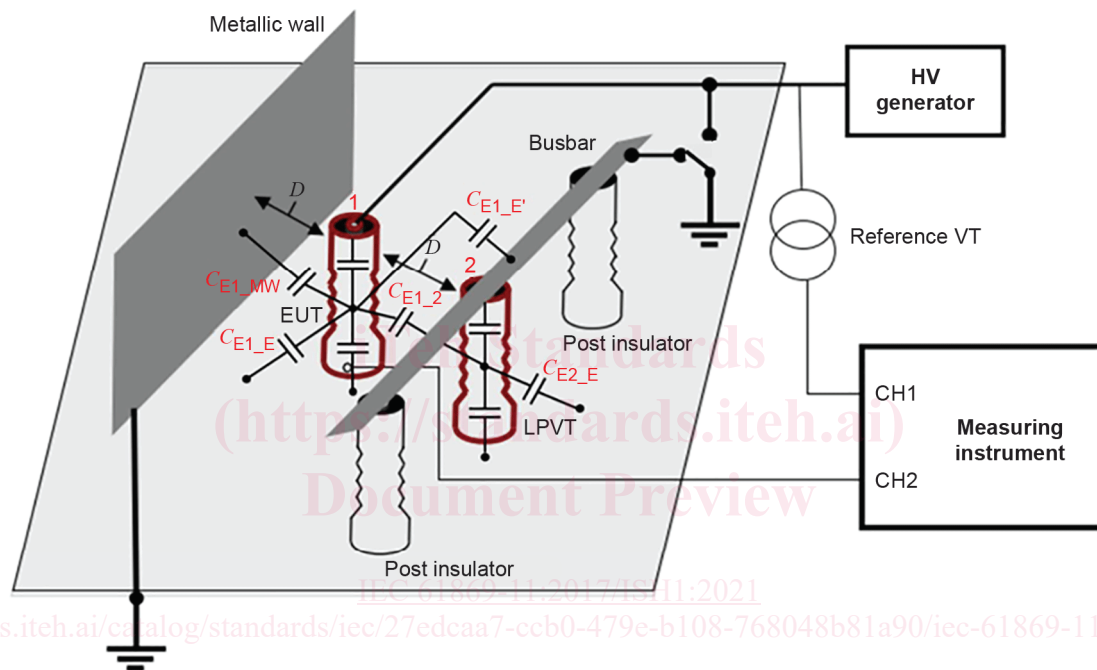 Metallic wall
HV
generator
Busbar
D
1
C_E1_E'
D
Reference VT
2
C_E1_MW
C_E1_2
EUT
C_E1_E
Post insulator
iTeh Standards
C_E2_E
CH1
(https://standards.iteh.ai)
LPVT
Measuring
instrument
CH2
Document Preview
Post insulator
IEC 61869-11:2017/ISH1:2021
s.iteh.ai/catalog/standards/iec/27edcaa7-ccb0-479e-b108-768048b81a90/iec-61869-11